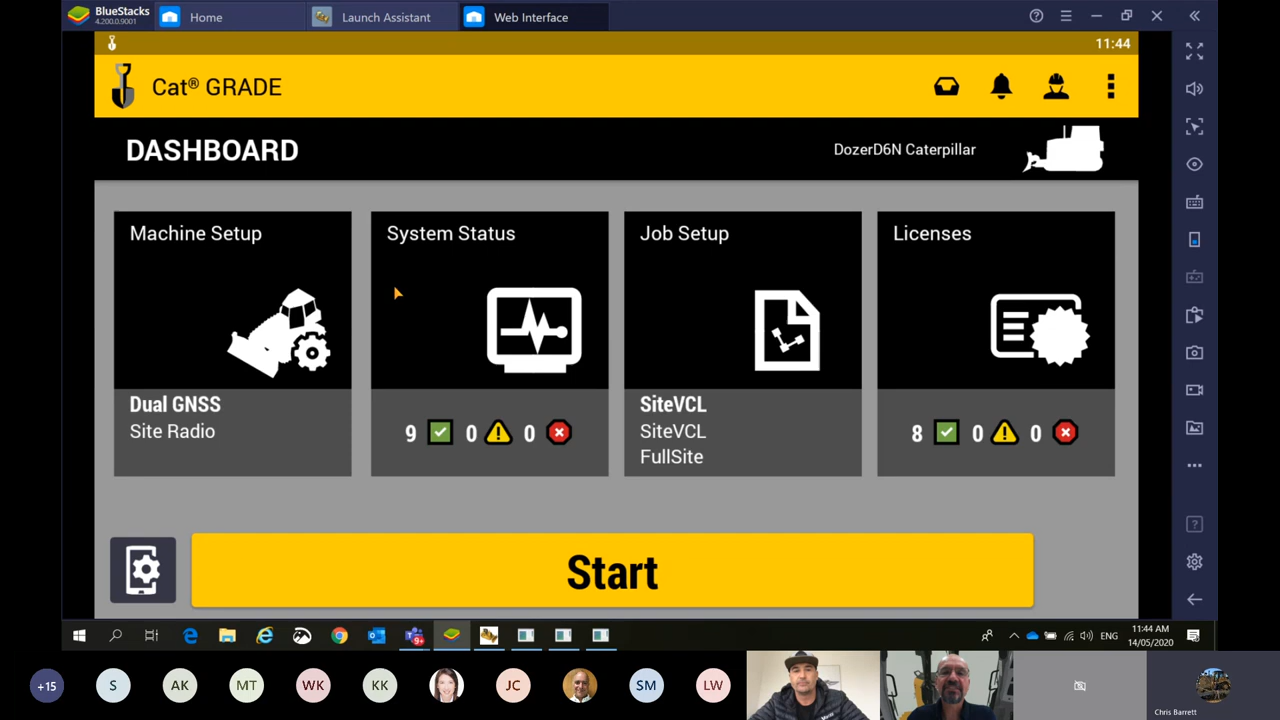 BlueStacks
4.200.0.9001
Home
Launch Assistant
Web Interface
11:44
Cat® GRADE
DASHBOARD
DozerD6N Caterpillar
Machine Setup
System Status
Job Setup
Licenses
Dual GNSS
Site Radio
9 0 0
SiteVCL
SiteVCL
FullSite
8 0 0
Start
9+
ENG
11:44 AM
14/05/2020
+15
S
AK
MT
WK
KK
JC
SM
LW
Chris Barrett